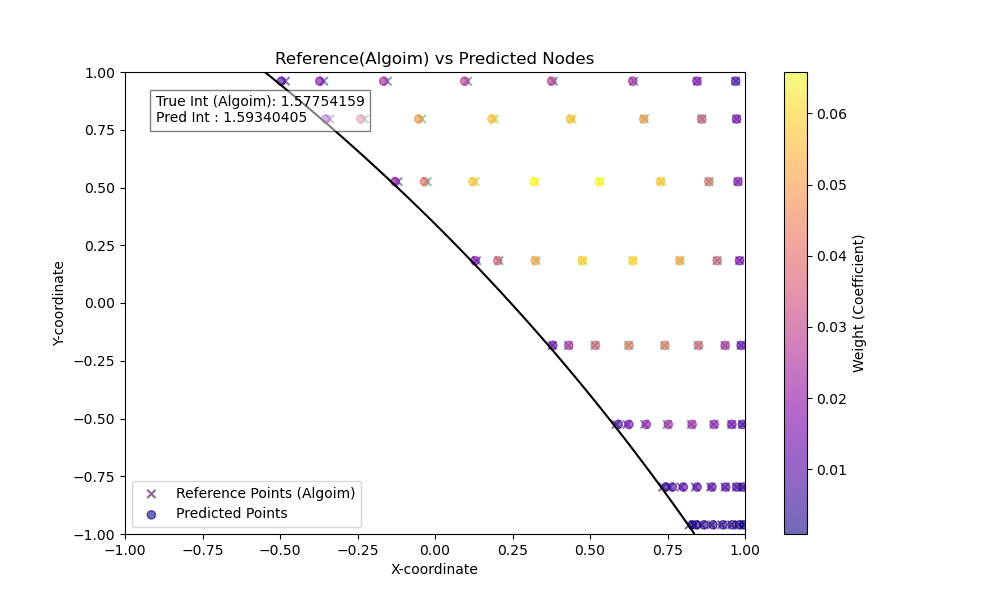 Reference(Algoim) vs Predicted Nodes
True Int (Algoim): 1.57754159
Pred Int : 1.59340405
1.00
0.75
0.50
0.25
0.00
−0.25
−0.50
−0.75
−1.00
Y-coordinate
Reference Points (Algoim)
Predicted Points
−1.00 −0.75 −0.50 −0.25 0.00 0.25 0.50 0.75 1.00
X-coordinate
0.06
0.05
0.04
0.03
0.02
0.01
Weight (Coefficient)